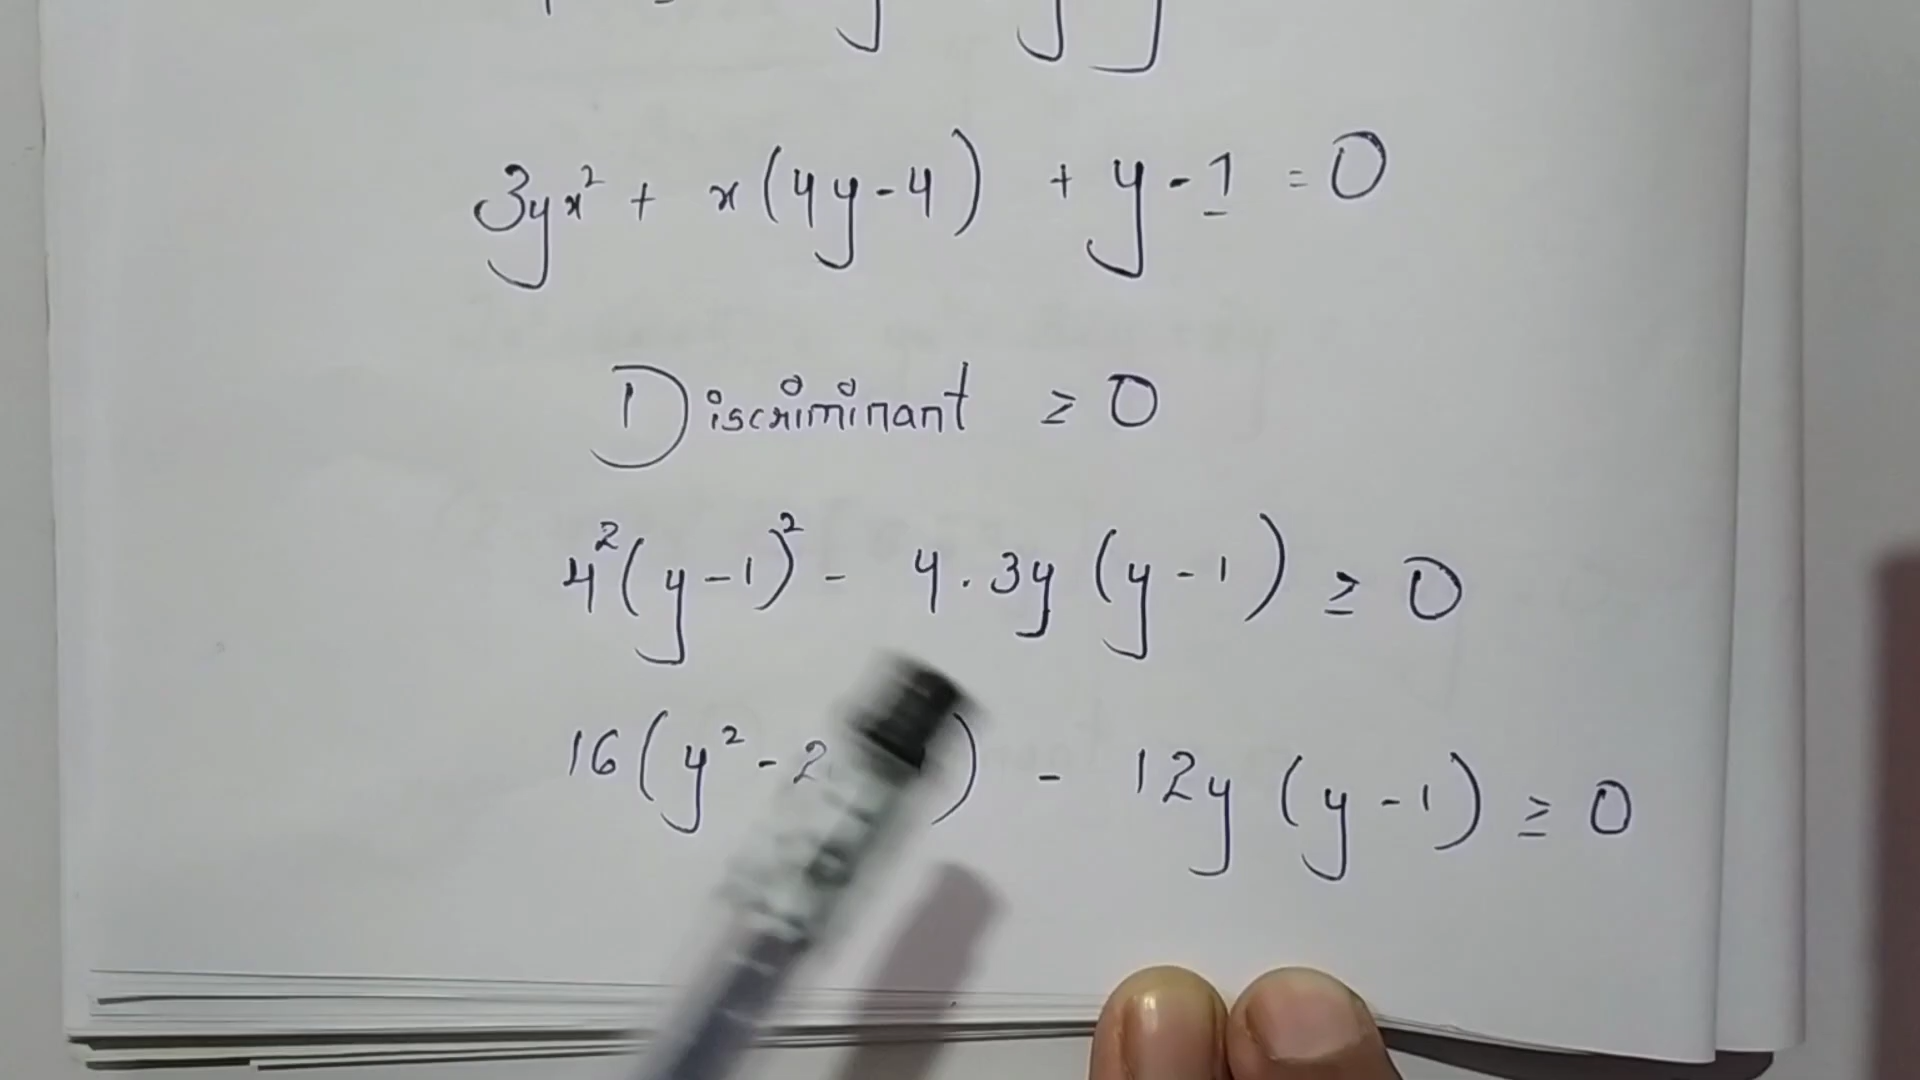 3yx² + x(4y-4) + y-1 = 0
Discriminant ≥ 0
4²(y-1)² - 4.3y(y-1) ≥ 0
16(y²-2 ) - 12y(y-1) ≥ 0